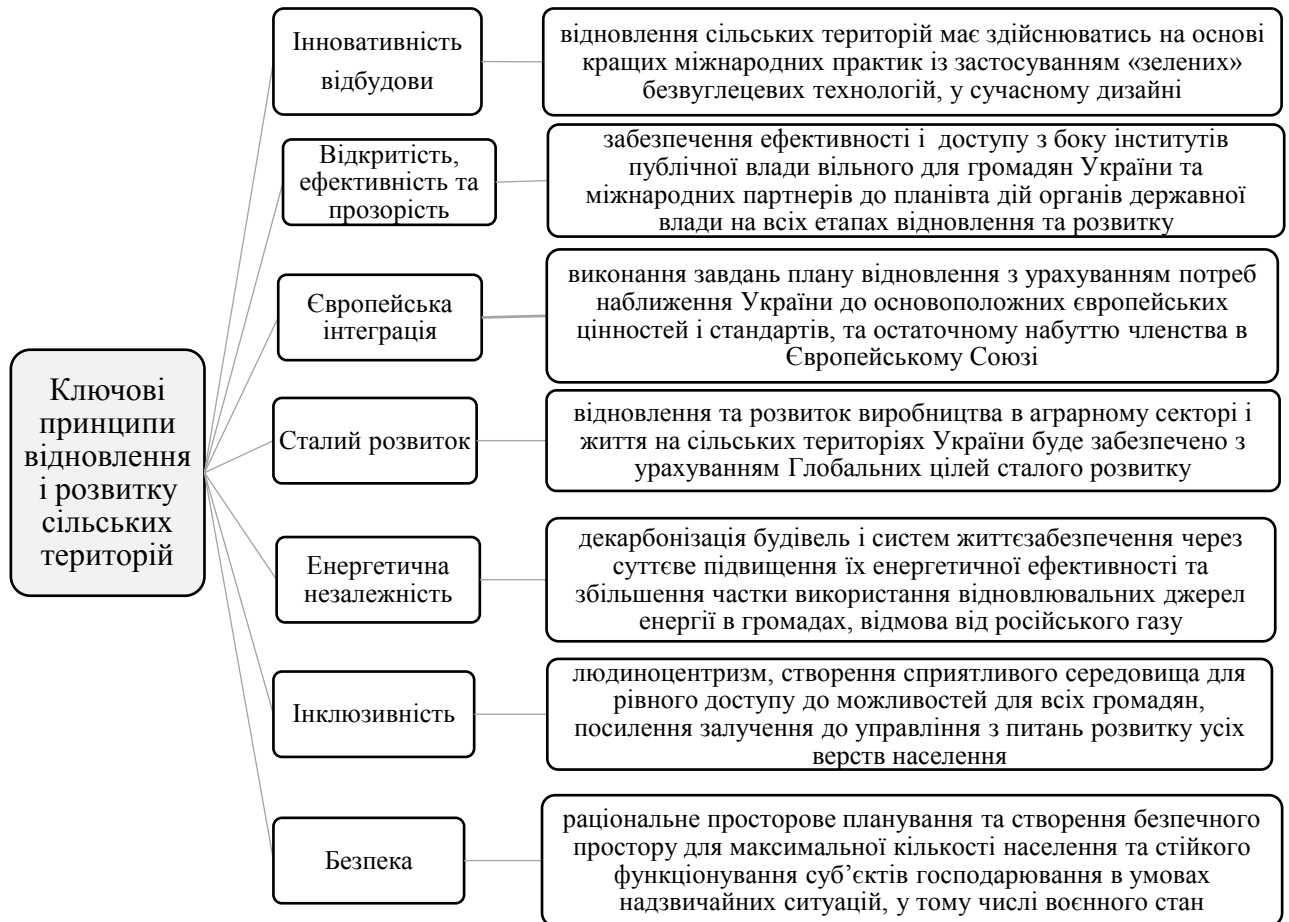 Ключові
принципи
відновлення
і розвитку
сільських
територій
Інновативність
відбудови
відновлення сільських територій має здійснюватись на основі
кращих міжнародних практик із застосуванням «зелених»
безвуглецевих технологій, у сучасному дизайні
Відкритість,
ефективність та
прозорість
забезпечення ефективності і доступу з боку інститутів
публічної влади вільного для громадян України та
міжнародних партнерів до планівта дій органів державної
влади на всіх етапах відновлення та розвитку
Європейська
інтеграція
виконання завдань плану відновлення з урахуванням потреб
наближення України до основоположних європейських
цінностей і стандартів, та остаточному набуттю членства в
Європейському Союзі
Сталий розвиток
відновлення та розвиток виробництва в аграрному секторі і
життя на сільських територіях України буде забезпечено з
урахуванням Глобальних цілей сталого розвитку
Енергетична
незалежність
декарбонізація будівель і систем життєзабезпечення через
суттєве підвищення їх енергетичної ефективності та
збільшення частки використання відновлювальних джерел
енергії в громадах, відмова від російського газу
Інклюзивність
людиноцентризм, створення сприятливого середовища для
рівного доступу до можливостей для всіх громадян,
посилення залучення до управління з питань розвитку усіх
верств населення
Безпека
раціональне просторове планування та створення безпечного
простору для максимальної кількості населення та стійкого
функціонування суб’єктів господарювання в умовах
надзвичайних ситуацій, у тому числі воєнного стан